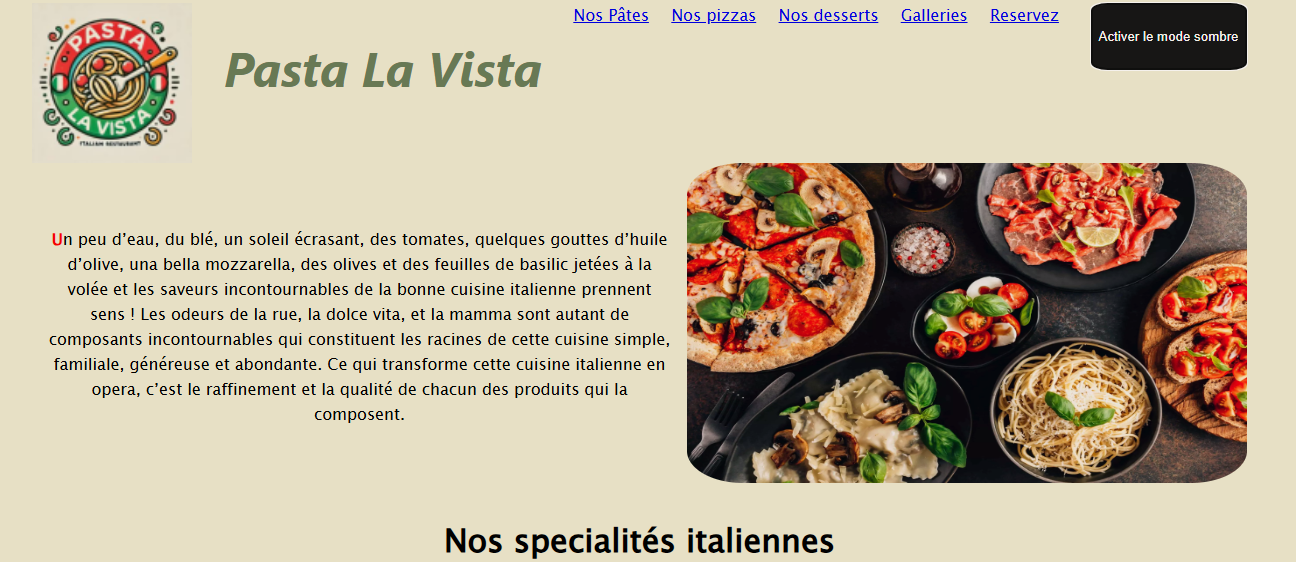 PASTA
LA VISTA
ITALIAN RESTAURANT
Pasta La Vista
Nos Pâtes Nos pizzas Nos desserts Galleries Reservez
Activer le mode sombre
Un peu d’eau, du blé, un soleil écrasant, des tomates, quelques gouttes d’huile
d’olive, una bella mozzarella, des olives et des feuilles de basilic jetées à la
volée et les saveurs incontournables de la bonne cuisine italienne prennent
sens ! Les odeurs de la rue, la dolce vita, et la mamma sont autant de
composants incontournables qui constituent les racines de cette cuisine simple,
familiale, généreuse et abondante. Ce qui transforme cette cuisine italienne en
opera, c’est le raffinement et la qualité de chacun des produits qui la
composent.
Nos specialités italiennes